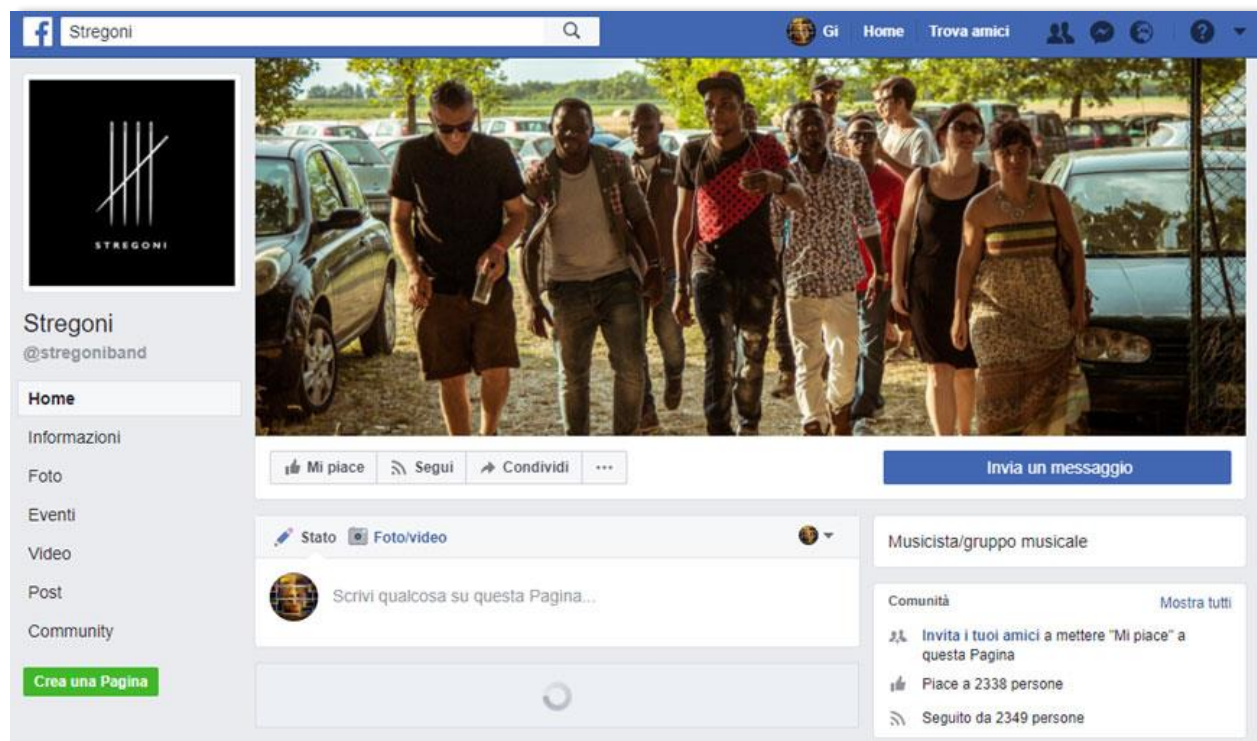 Stregoni
Gi Home Trova amici
STREGONI
Stregoni
@stregoniband
Home
Informazioni
Foto
Eventi
Video
Post
Community
Crea una Pagina
Mi piace Segui Condividi ...
Invia un messaggio
Stato Foto/video
Scrivi qualcosa su questa Pagina...
Musicista/gruppo musicale
Comunità Mostra tutti
Invita i tuoi amici a mettere "Mi piace" a
questa Pagina
Piace a 2338 persone
Seguito da 2349 persone